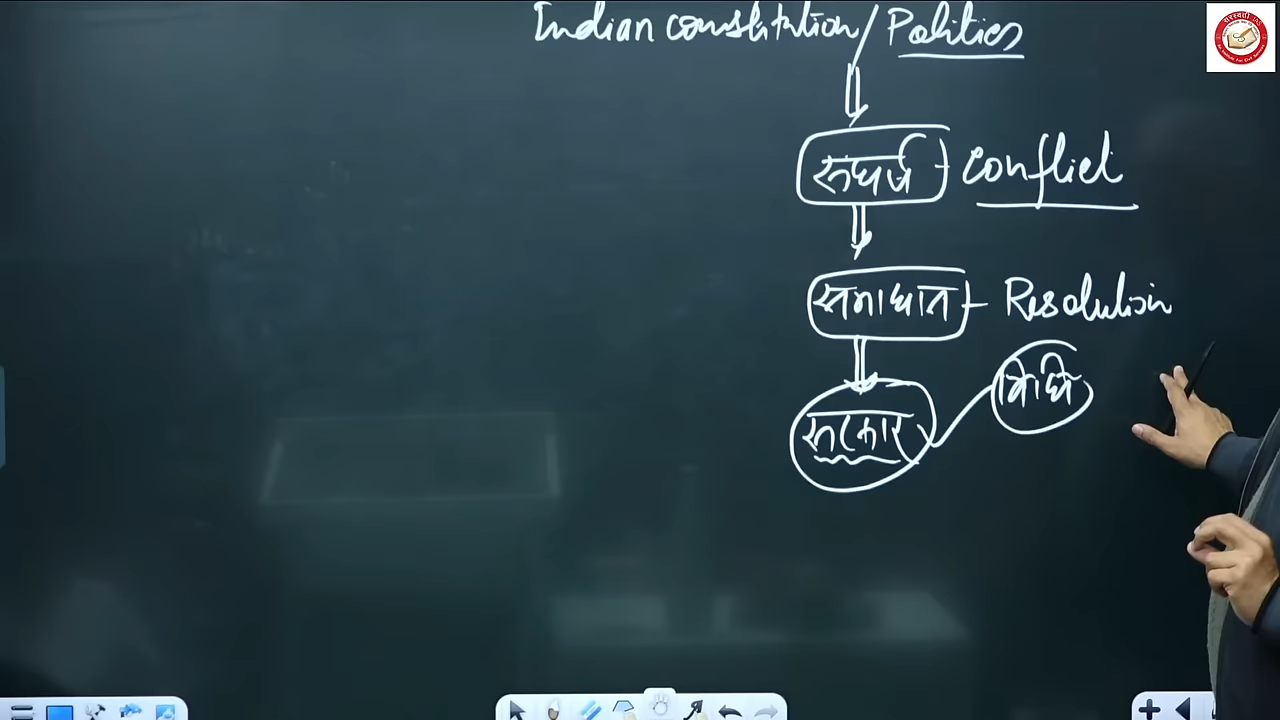 Indian constitution / Politics
संघर्ष - conflict
समाधान - Resolution
विधि
सरकार